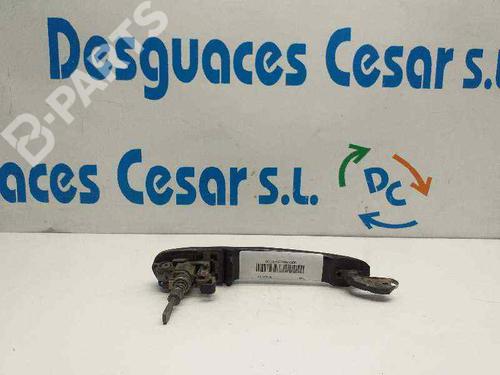 Desguaces Cesar s.L
B-PARTS
aces Cesar s.L.
DC